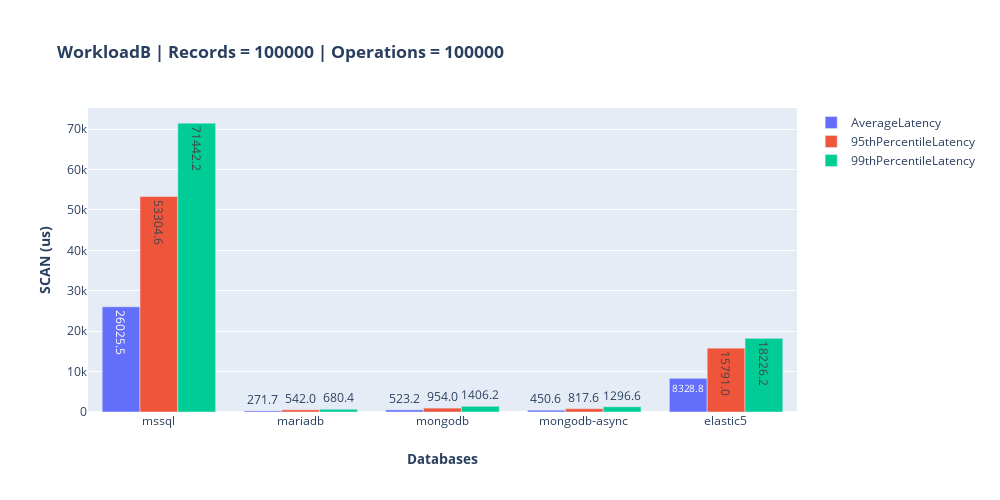 WorkloadB | Records = 100000 | Operations = 100000
AverageLatency
95thPercentileLatency
99thPercentileLatency
SCAN (us)
70k
60k
50k
40k
30k
20k
10k
0
26025.5
53304.6
71442.2
271.7 542.0 680.4
523.2 954.0 1406.2
450.6 817.6 1296.6
8328.8
15791.0
18226.2
mssql mariadb mongodb mongodb-async elastic5
Databases